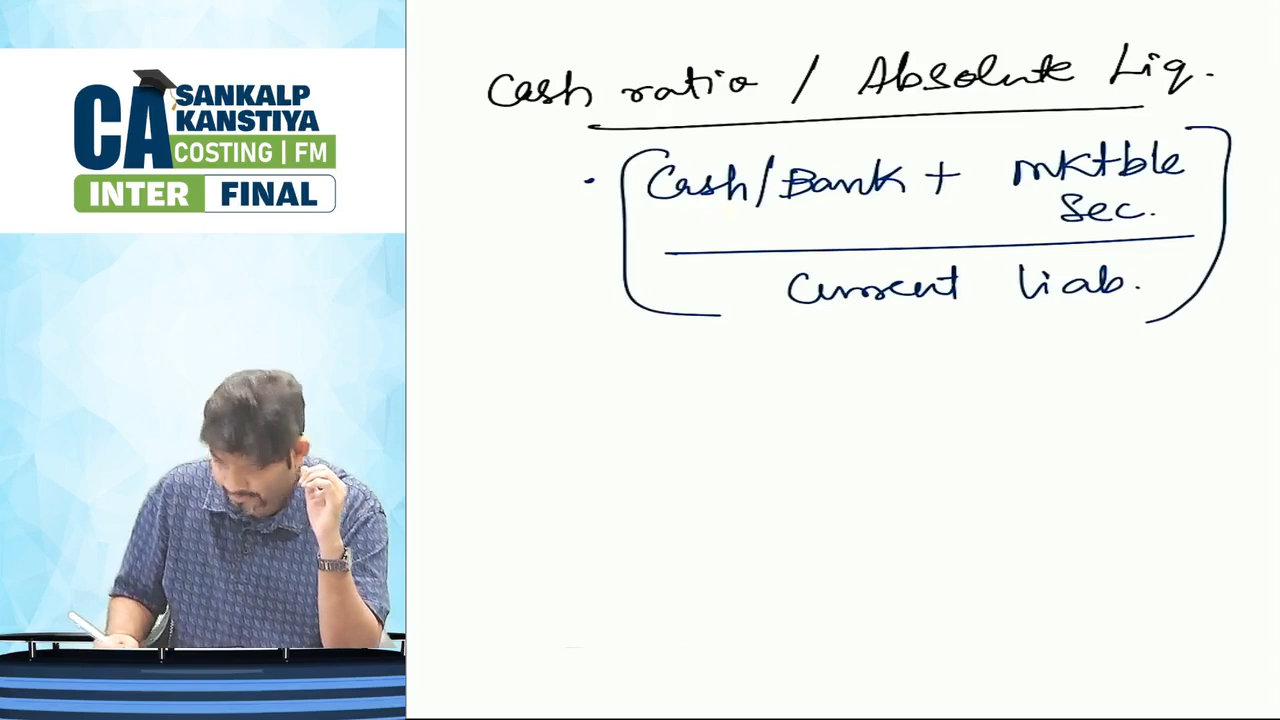 CA SANKALP KANSTIYA
COSTING | FM
INTER FINAL
Cash ratio / Absolute Liq.
. Cash/Bank + mktble
Sec.
Current liab.